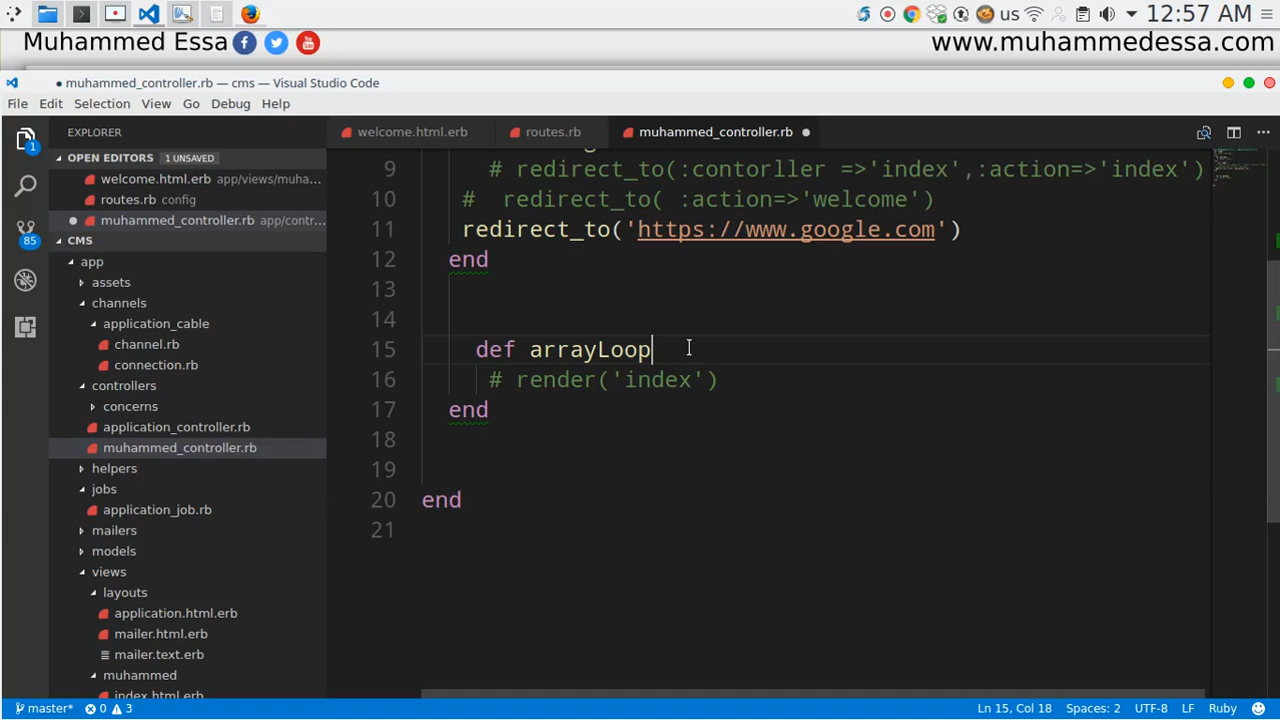 us 12:57 AM
Muhammed Essa www.muhammedessa.com
● muhammed_controller.rb — cms — Visual Studio Code
File Edit Selection View Go Debug Help
EXPLORER
welcome.html.erb routes.rb muhammed_controller.rb ●
OPEN EDITORS 1 UNSAVED
welcome.html.erb app/views/muha...
routes.rb config
● muhammed_controller.rb app/contr...
CMS
app
assets
channels
application_cable
channel.rb
connection.rb
controllers
concerns
application_controller.rb
muhammed_controller.rb
helpers
jobs
application_job.rb
mailers
models
views
layouts
application.html.erb
mailer.html.erb
mailer.text.erb
muhammed
index.html.erb
1
85
9 # redirect_to(:contorller =>'index',:action=>'index')
10 # redirect_to( :action=>'welcome')
11 redirect_to('https://www.google.com')
12 end
13
14
15 def arrayLoop
16 # render('index')
17 end
18
19
20 end
21
master* 0 3 Ln 15, Col 18 Spaces: 2 UTF-8 LF Ruby